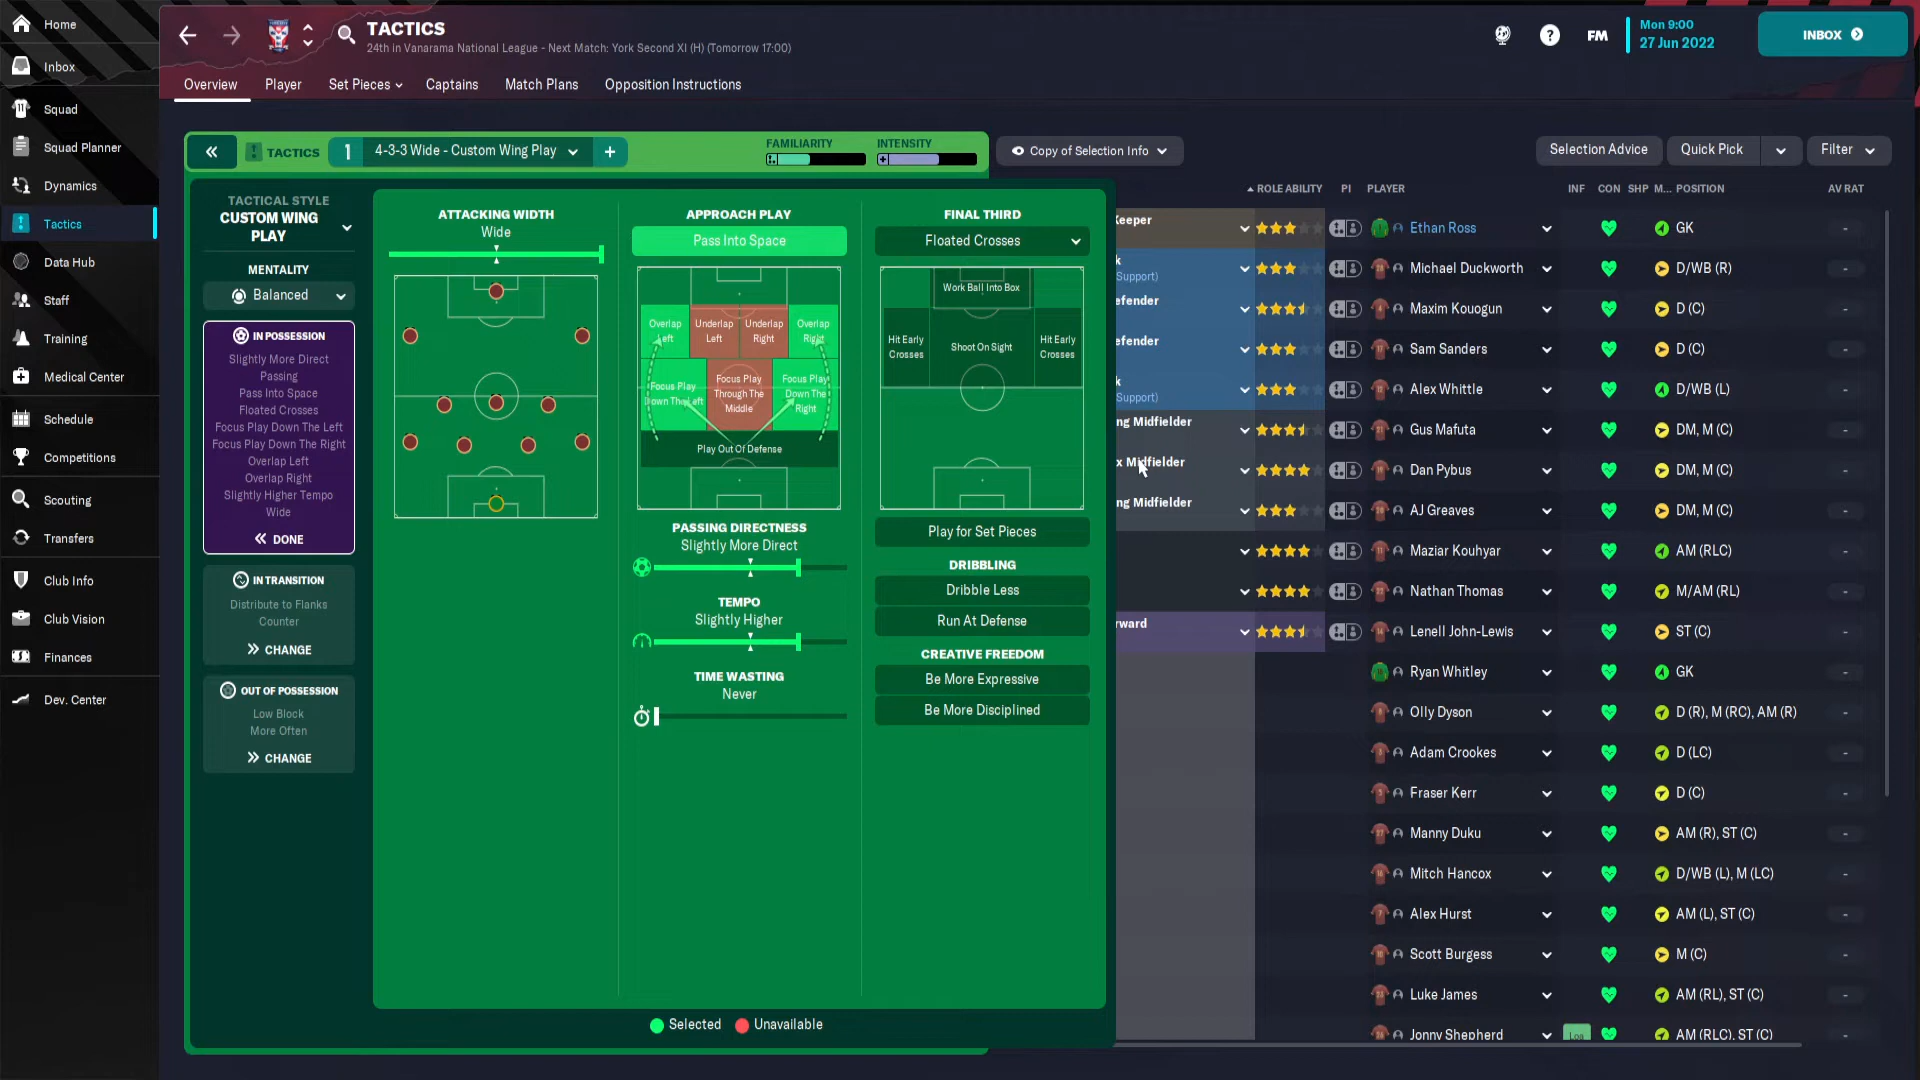 Home
Inbox
Squad
Squad Planner
Dynamics
Tactics
Data Hub
Staff
Training
Medical Center
Schedule
Competitions
Scouting
Transfers
Club Info
Club Vision
Finances
Dev. Center
TACTICS
24th in Vanarama National League - Next Match: York Second XI (H) (Tomorrow 17:00)
FM
Mon 9:00
27 Jun 2022
INBOX
Overview Player Set Pieces Captains Match Plans Opposition Instructions
TACTICS
1 4-3-3 Wide - Custom Wing Play +
FAMILIARITY
INTENSITY
Copy of Selection Info
Selection Advice
Quick Pick
Filter
TACTICAL STYLE
CUSTOM WING
PLAY
MENTALITY
Balanced
IN POSSESSION
Slightly More Direct
Passing
Pass Into Space
Floated Crosses
Focus Play Down The Left
Focus Play Down The Right
Overlap Left
Overlap Right
Slightly Higher Tempo
Wide
DONE
IN TRANSITION
Distribute to Flanks
Counter
CHANGE
OUT OF POSSESSION
Low Block
More Often
CHANGE
ATTACKING WIDTH
Wide
APPROACH PLAY
Pass Into Space
Overlap
Left
Underlap
Left
Underlap
Right
Overlap
Right
Focus Play
Down The Left
Focus Play
Through The
Middle
Focus Play
Down The
Right
Play Out Of Defense
PASSING DIRECTNESS
Slightly More Direct
TEMPO
Slightly Higher
TIME WASTING
Never
FINAL THIRD
Floated Crosses
Work Ball Into Box
Hit Early
Crosses
Shoot On Sight
Hit Early
Crosses
Play for Set Pieces
DRIBBLING
Dribble Less
Run At Defense
CREATIVE FREEDOM
Be More Expressive
Be More Disciplined
Selected
Unavailable
ROLE ABILITY PI PLAYER INF CON SHP M... POSITION AV RAT
Keeper Ethan Ross GK -
k
Support) Michael Duckworth D/WB (R) -
efender Maxim Kouogun D (C) -
efender Sam Sanders D (C) -
k
Support) Alex Whittle D/WB (L) -
ng Midfielder Gus Mafuta DM, M (C) -
x Midfielder Dan Pybus DM, M (C) -
ng Midfielder AJ Greaves DM, M (C) -
Maziar Kouhyar AM (RLC) -
Nathan Thomas M/AM (RL) -
rward Lenell John-Lewis ST (C) -
Ryan Whitley GK -
Olly Dyson D (R), M (RC), AM (R) -
Adam Crookes D (LC) -
Fraser Kerr D (C) -
Manny Duku AM (R), ST (C) -
Mitch Hancox D/WB (L), M (LC) -
Alex Hurst AM (L), ST (C) -
Scott Burgess M (C) -
Luke James AM (RL), ST (C) -
Jonny Shepherd Loa AM (RLC), ST (C) -